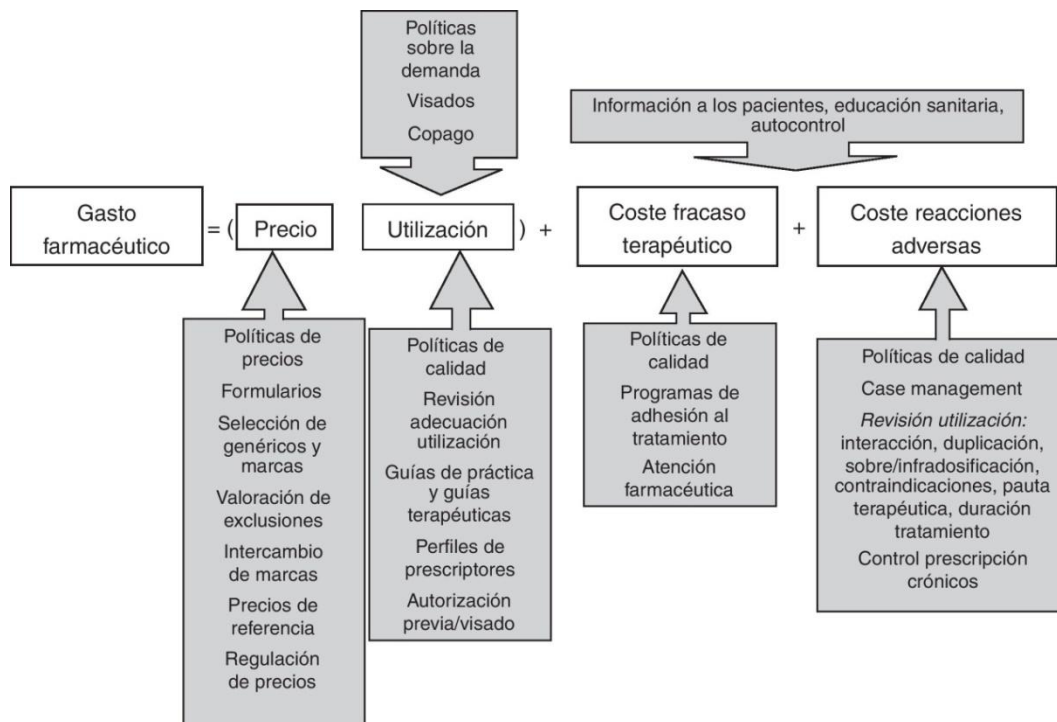 Políticas
sobre la
demanda
Visados
Copago
Información a los pacientes, educación sanitaria,
autocontrol
Gasto
farmacéutico
= (
Precio
Utilización
) +
Coste fracaso
terapéutico
+
Coste reacciones
adversas
Políticas de
precios
Formularios
Selección de
genéricos y
marcas
Valoración de
exclusiones
Intercambio
de marcas
Precios de
referencia
Regulación
de precios
Políticas de
calidad
Revisión
adecuación
utilización
Guías de práctica
y guías
terapéuticas
Perfiles de
prescriptores
Autorización
previa/visado
Políticas de
calidad
Programas de
adhesión al
tratamiento
Atención
farmacéutica
Políticas de calidad
Case management
Revisión utilización:
interacción, duplicación,
sobre/infradosificación,
contraindicaciones, pauta
terapéutica, duración
tratamiento
Control prescripción
crónicos